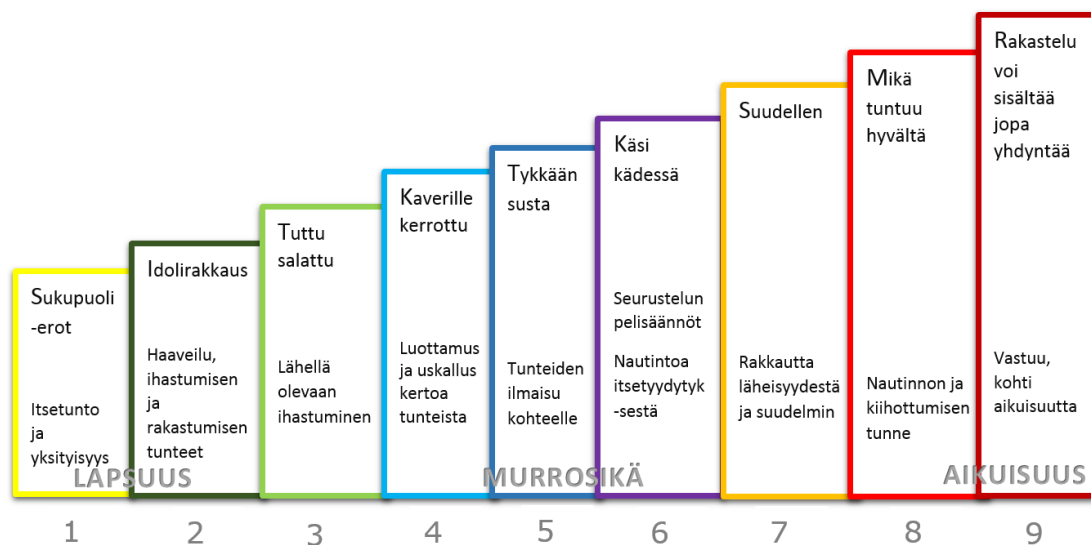 Sukupuoli
-erot
Itsetunto
ja
yksityisyys
Idolirakkaus
Haaveilu,
ihastumisen
ja
rakastumisen
tunteet
Tuttu
salattu
Lähellä
olevaan
ihastuminen
Kaverille
kerrottu
Luottamus
ja uskallus
kertoa
tunteista
Tykkään
susta
Tunteiden
ilmaisu
kohteelle
Käsi
kädessä
Seurustelun
pelisäännöt
Nautintoa
itsetyydytyk
-sestä
Suudellen
Rakkautta
läheisyydestä
ja suudelmin
Mikä
tuntuu
hyvältä
Nautinnon ja
kiihottumisen
tunne
Rakastelu
voi
sisältää
jopa
yhdyntää
Vastuu,
kohti
aikuisuutta
LAPSUUS MURROSIKÄ AIKUISUUS
1 2 3 4 5 6 7 8 9